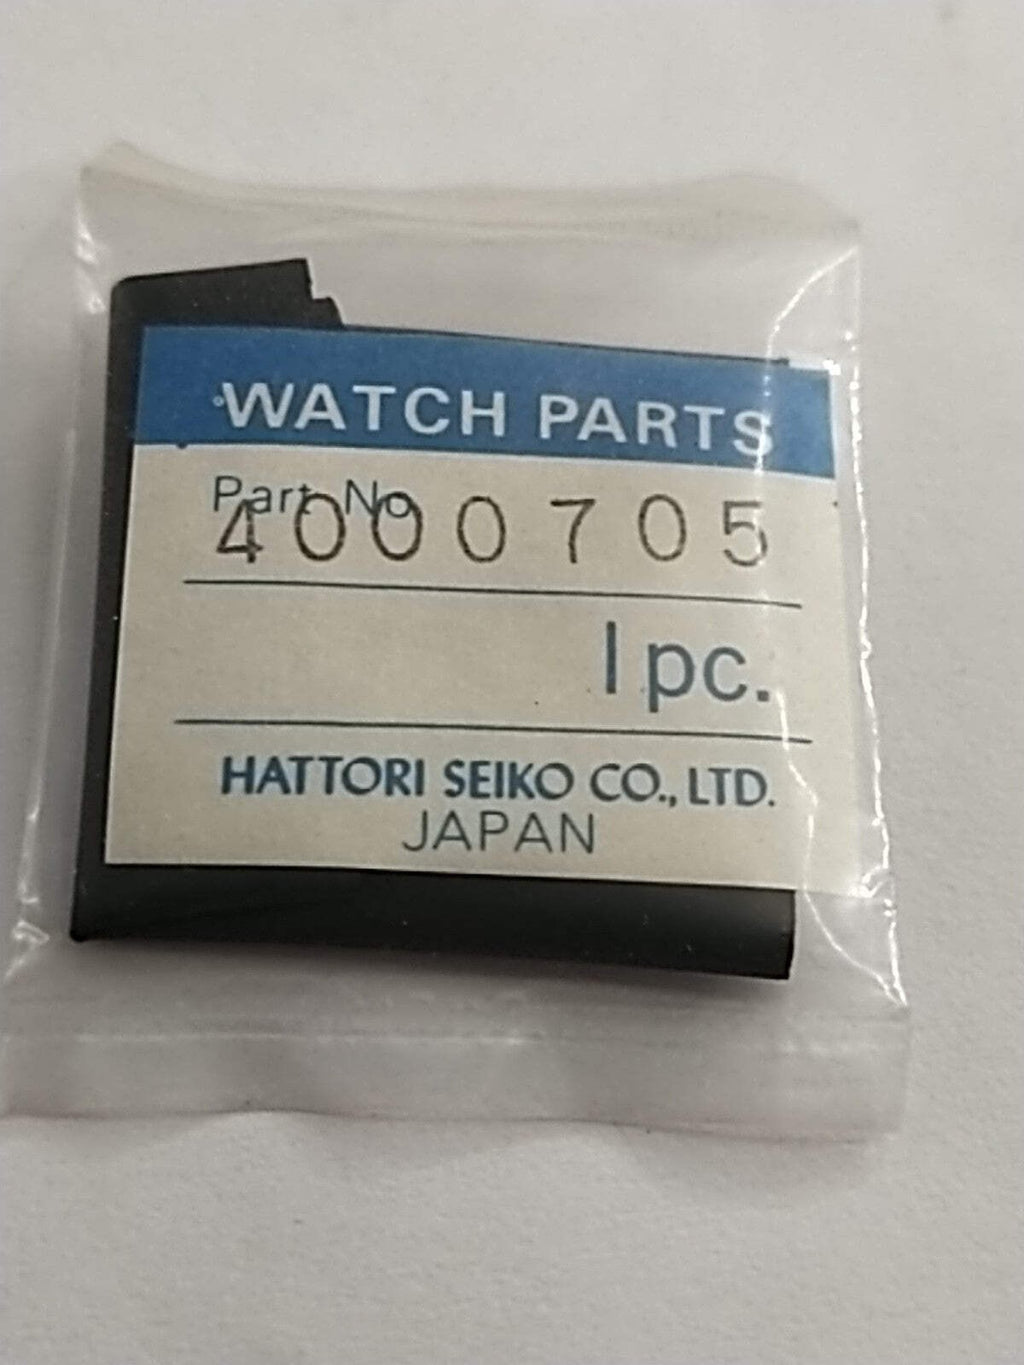 WATCH PARTS
Part No
4000705
1 pc.
HATTORI SEIKO CO., LTD.
JAPAN